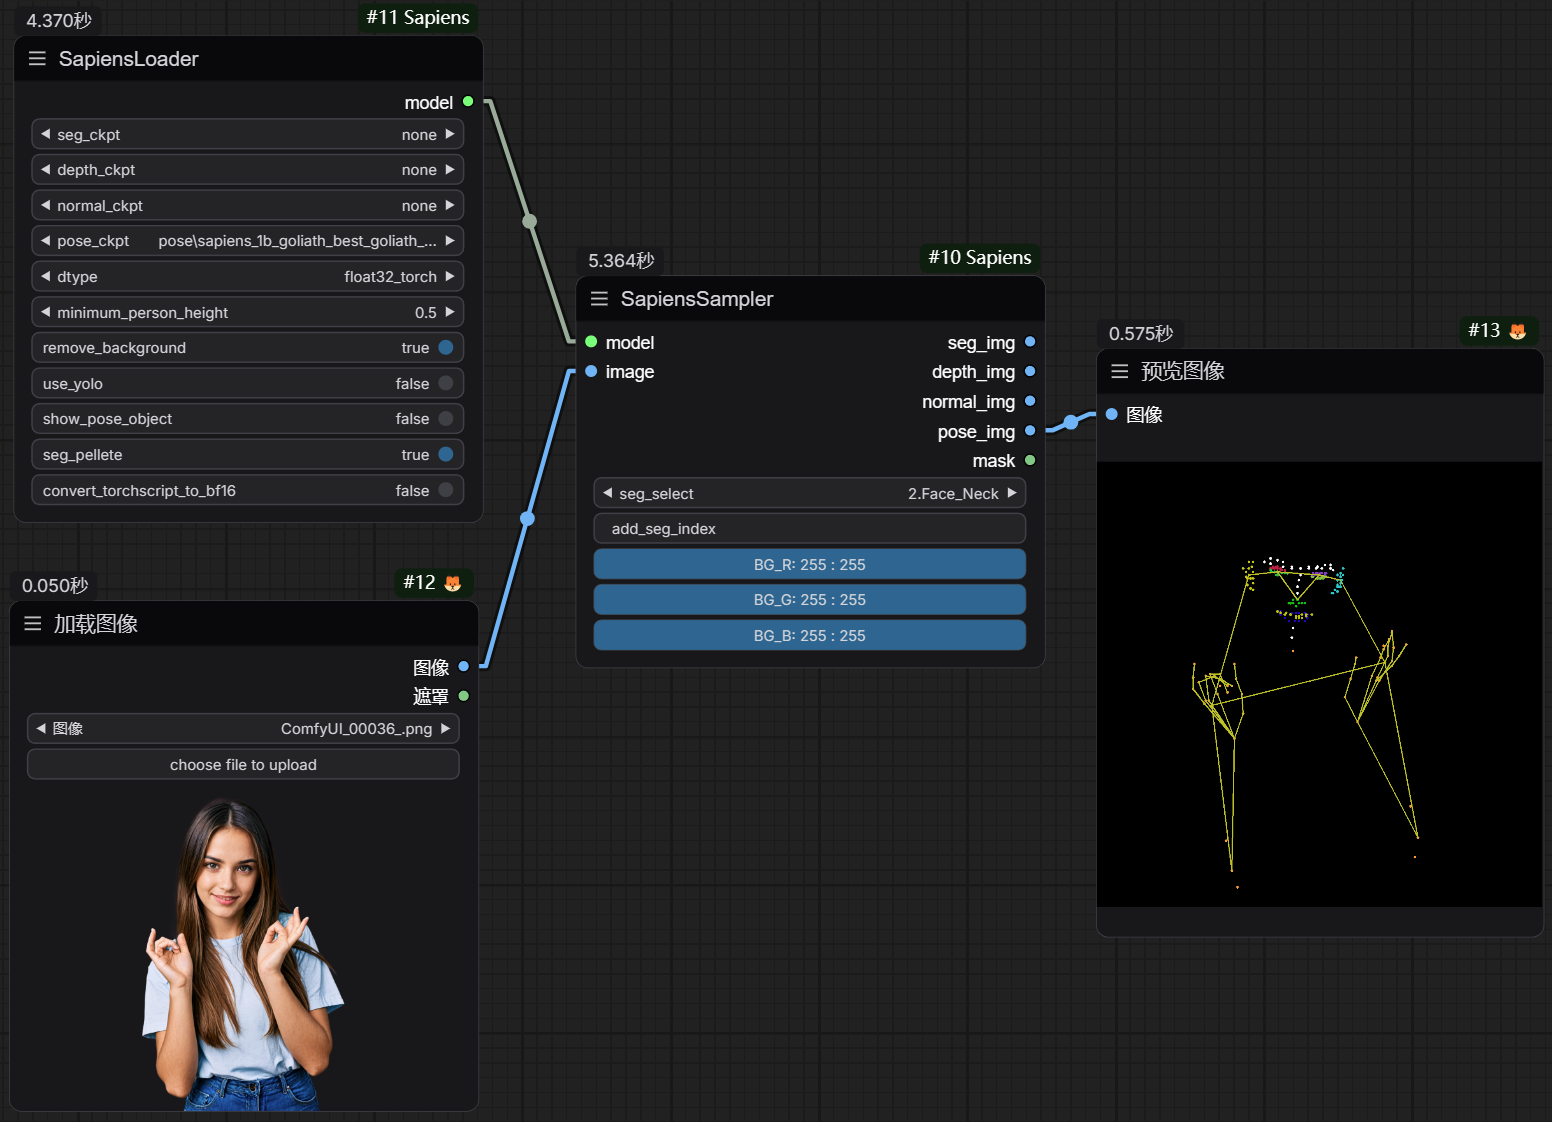 4.370秒
#11 Sapiens
SapiensLoader
model
seg_ckpt none
depth_ckpt none
normal_ckpt none
pose_ckpt pose\sapiens_1b_goliath_best_goliath_...
dtype float32_torch
minimum_person_height 0.5
remove_background true
use_yolo false
show_pose_object false
seg_pellete true
convert_torchscript_to_bf16 false
0.050秒
#12
加载图像
图像
遮罩
图像 ComfyUI_00036_.png
choose file to upload
5.364秒
#10 Sapiens
SapiensSampler
model seg_img
image depth_img
normal_img
pose_img
mask
seg_select 2.Face_Neck
add_seg_index
BG_R: 255 : 255
BG_G: 255 : 255
BG_B: 255 : 255
0.575秒
#13
预览图像
图像